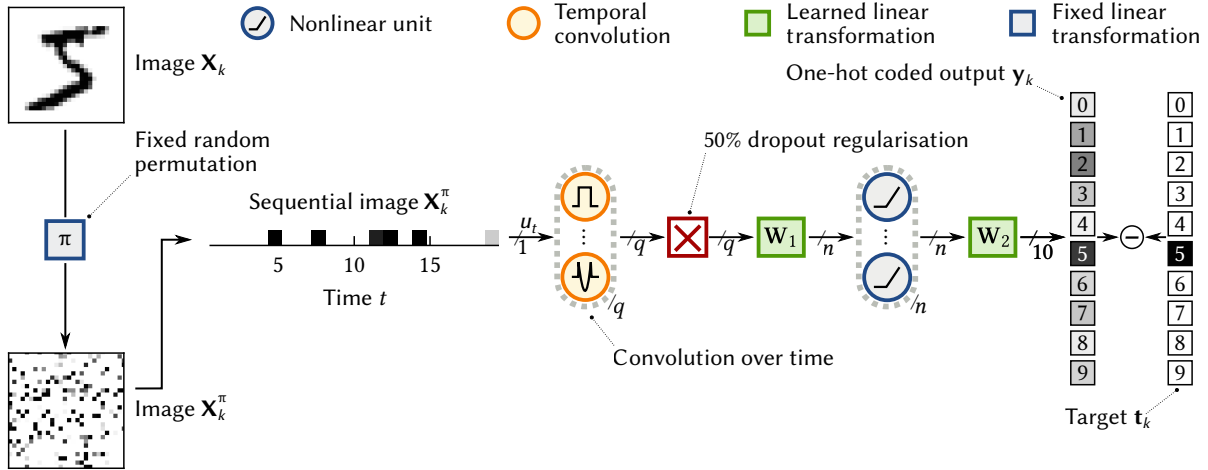 Nonlinear unit
Temporal
convolution
Learned linear
transformation
Fixed linear
transformation
Image X_k
One-hot coded output y_k
Fixed random
permutation
50% dropout regularisation
π
Sequential image X_k^π
u_t
1
q
q
q
W_1
n
n
n
W_2
10
5 10 15
Time t
Convolution over time
Image X_k^π
0
1
2
3
4
5
6
7
8
9
0
1
2
3
4
5
6
7
8
9
Target t_k